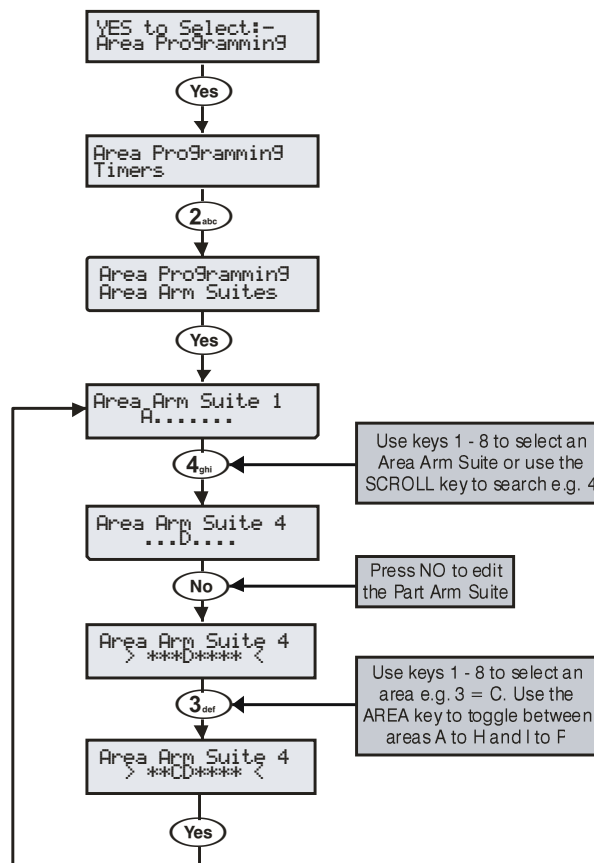 YES to Select:-
Area Programming
Yes
Area Programming
Timers
2abc
Area Programming
Area Arm Suites
Yes
Area Arm Suite 1
A.......
4ghi
Use keys 1 - 8 to select an
Area Arm Suite or use the
SCROLL key to search e.g. 4
Area Arm Suite 4
...D....
No
Press NO to edit
the Part Arm Suite
Area Arm Suite 4
> ***D**** <
3def
Use keys 1 - 8 to select an
area e.g. 3 = C. Use the
AREA key to toggle between
areas A to H and I to P
Area Arm Suite 4
> **CD**** <
Yes